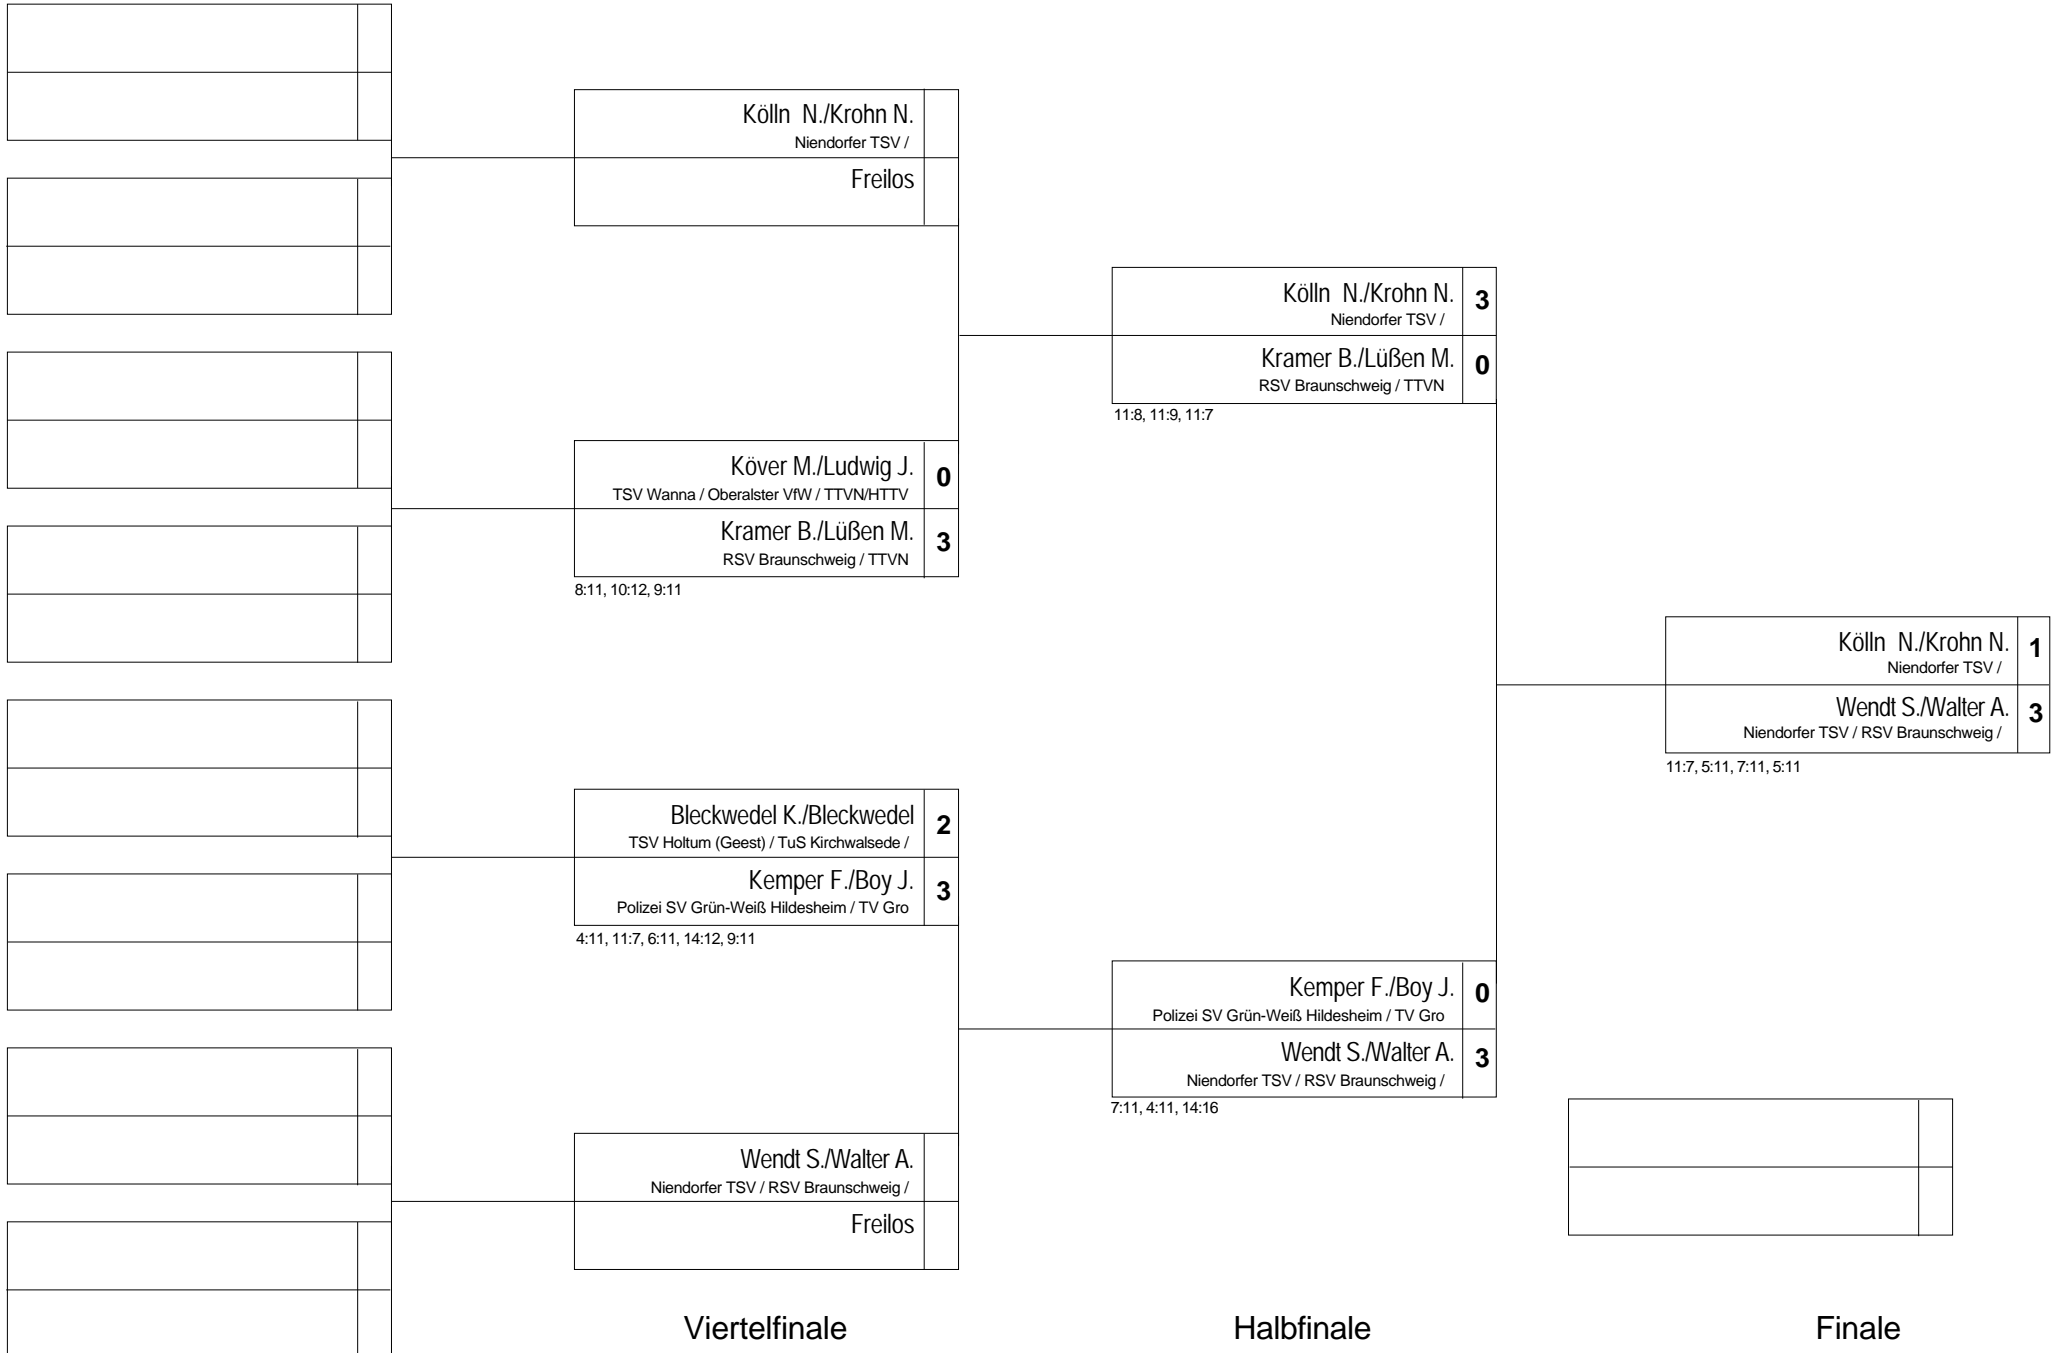 Kölln N./Krohn N.
Niendorfer TSV /
Freilos
Köver M./Ludwig J. 0
TSV Wanna / Oberalster VfW / TTVN/HTTV
Kramer B./Lüßen M. 3
RSV Braunschweig / TTVN
8:11, 10:12, 9:11
Bleckwedel K./Bleckwedel 2
TSV Holtum (Geest) / TuS Kirchwalsede /
Kemper F./Boy J. 3
Polizei SV Grün-Weiß Hildesheim / TV Gro
4:11, 11:7, 6:11, 14:12, 9:11
Wendt S./Walter A.
Niendorfer TSV / RSV Braunschweig /
Freilos
Viertelfinale
Kölln N./Krohn N. 3
Niendorfer TSV /
Kramer B./Lüßen M. 0
RSV Braunschweig / TTVN
11:8, 11:9, 11:7
Kemper F./Boy J. 0
Polizei SV Grün-Weiß Hildesheim / TV Gro
Wendt S./Walter A. 3
Niendorfer TSV / RSV Braunschweig /
7:11, 4:11, 14:16
Halbfinale
Kölln N./Krohn N. 1
Niendorfer TSV /
Wendt S./Walter A. 3
Niendorfer TSV / RSV Braunschweig /
11:7, 5:11, 7:11, 5:11
Finale